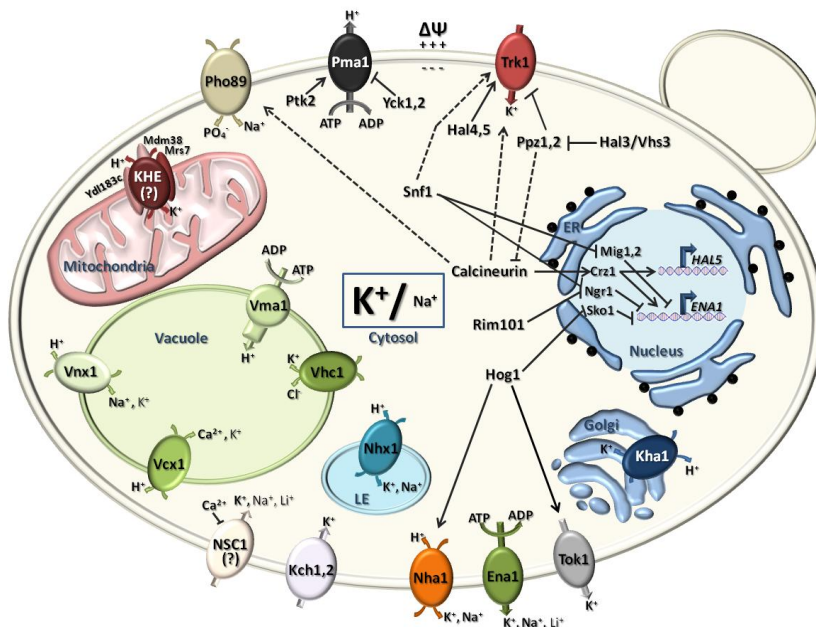 H⁺
ΔΨ
+++
---
Pma1
Trk1
Pho89
Ptk2
Yck1,2
K⁺
PO₄⁻
Na⁺
ATP
ADP
Hal4,5
Ppz1,2
Hal3/Vhs3
Mdm38
Mrs7
H⁺
Ydl183c
KHE
(?)
K⁺
Snf1
Mitochondria
ER
Mig1,2
HAL5
Calcineurin
Crz1
Ngr1
ENA1
Rim101
Sko1
Nucleus
ADP
ATP
Vma1
H⁺
K⁺/ Na⁺
Cytosol
Vacuole
H⁺
Vnx1
Na⁺, K⁺
K⁺
Vhc1
Cl⁻
Hog1
Ca²⁺, K⁺
Vcx1
H⁺
H⁺
Nhx1
K⁺, Na⁺
LE
Golgi
K⁺
Kha1
H⁺
Ca²⁺
K⁺, Na⁺, Li⁺
NSC1
(?)
K⁺
Kch1,2
H⁺
Nha1
K⁺, Na⁺
ATP
ADP
Ena1
K⁺, Na⁺, Li⁺
Tok1
K⁺